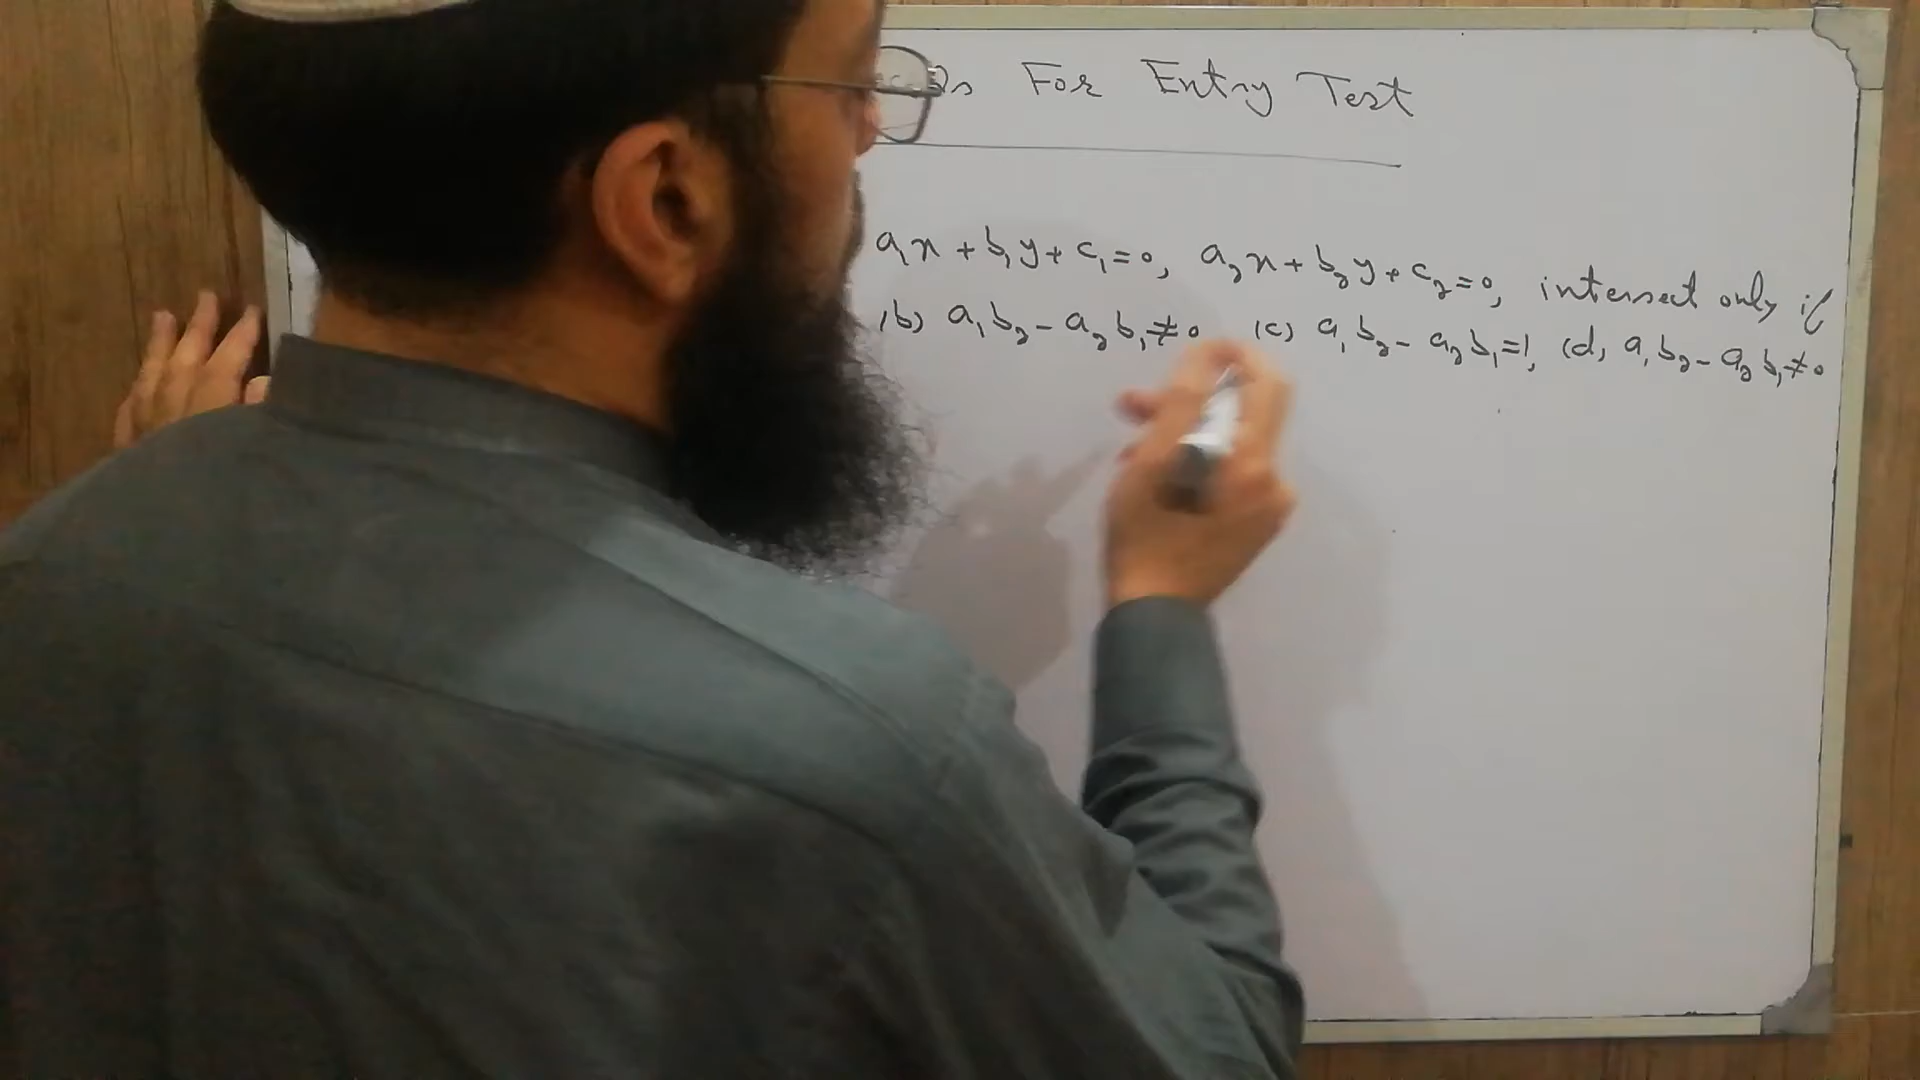 For Entry Test
a₁x + b₁y + c₁ = 0, a₂x + b₂y + c₂ = 0, intersect only if
(b) a₁b₂ - a₂b₁ ≠ 0 (c) a₁b₂ - a₂b₁ = 1, (d) a₁b₂ - a₂b₁ ≠ 0